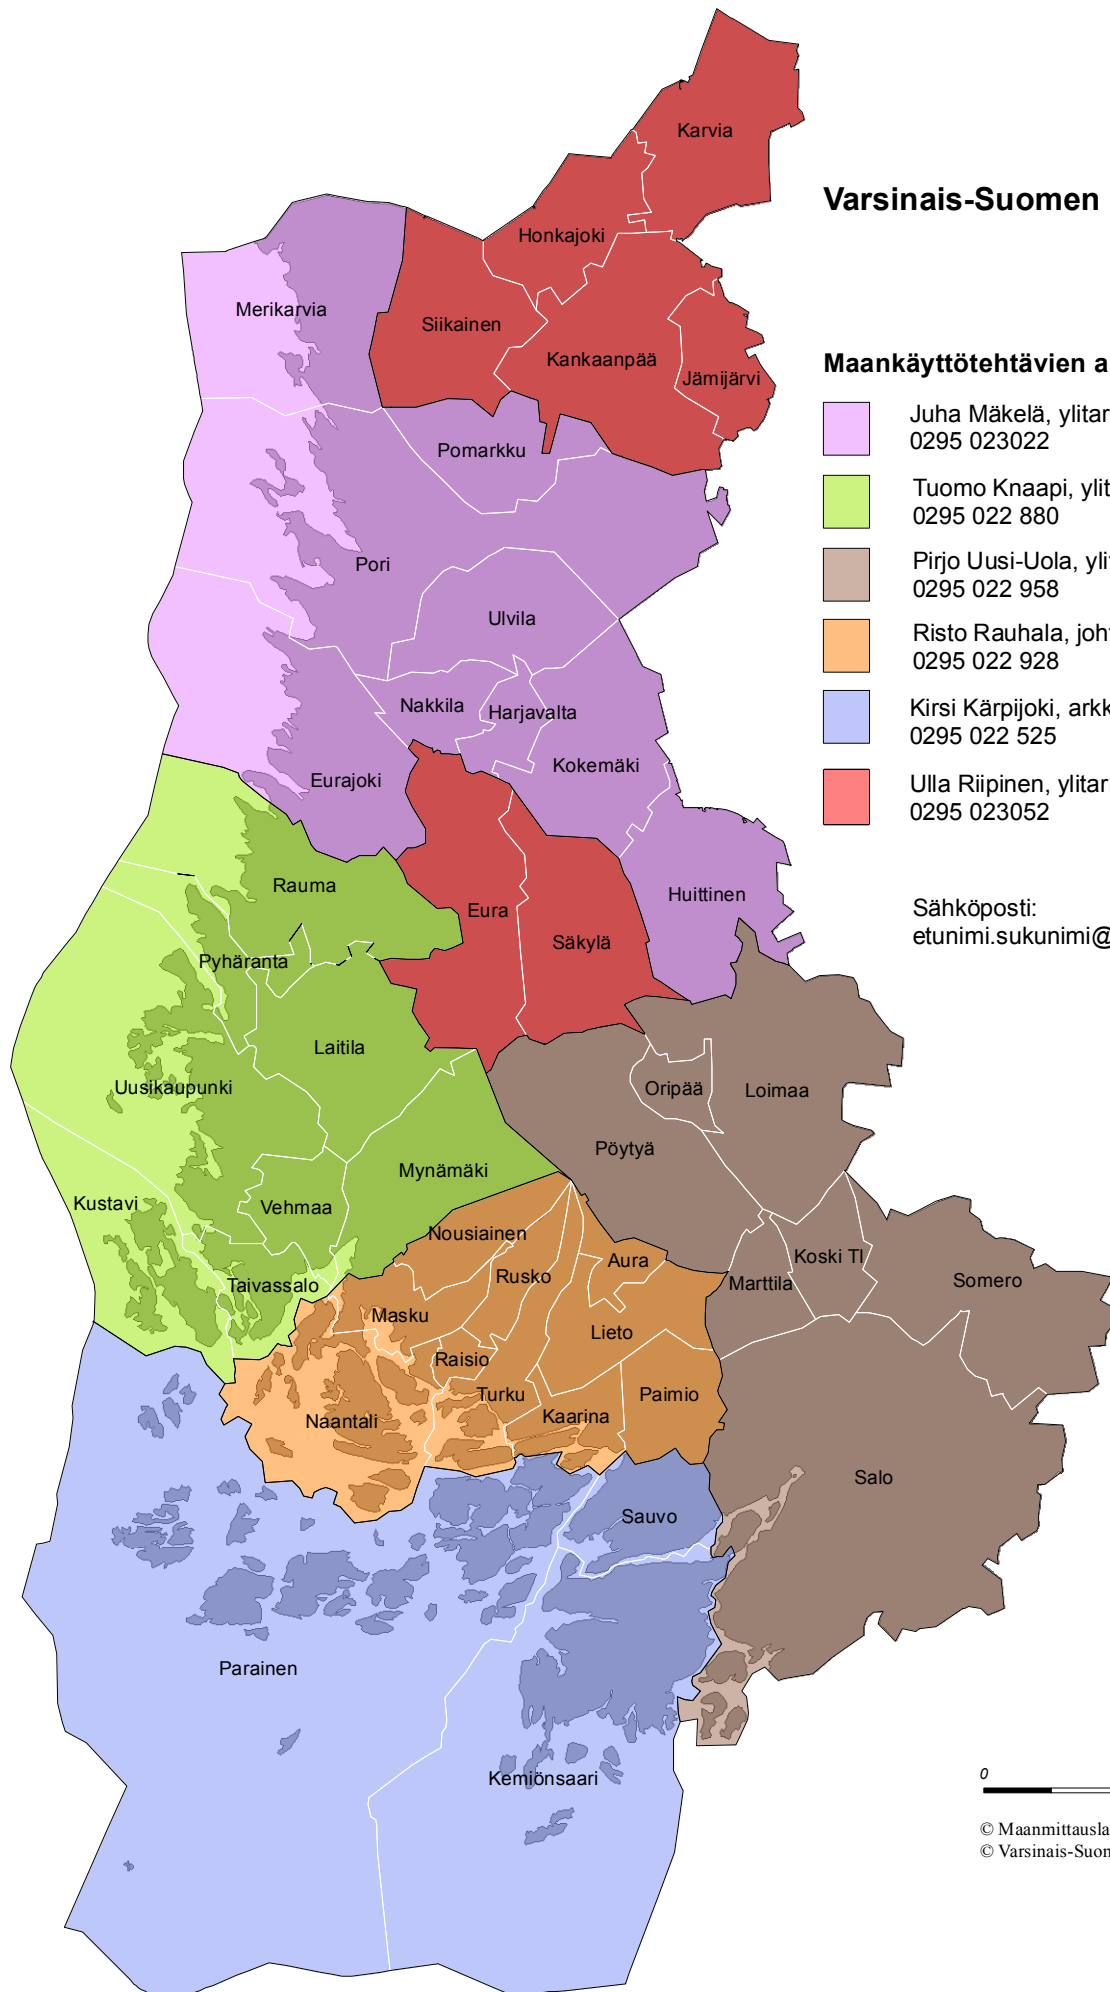 Karvia
Varsinais-Suomen
Honkajoki
Merikarvia
Siikainen
Kankaanpää
Jämijärvi
Maankäyttötehtävien a
Juha Mäkelä, ylitar
0295 023022
Pomarkku
Tuomo Knaapi, ylit
0295 022 880
Pori
Pirjo Uusi-Uola, ylit
0295 022 958
Ulvila
Risto Rauhala, joht
0295 022 928
Nakkila
Harjavalta
Kirsi Kärpijoki, arkk
0295 022 525
Kokemäki
Eurajoki
Ulla Riipinen, ylitar
0295 023052
Rauma
Huittinen
Eura
Säkylä
Sähköposti:
etunimi.sukunimi@
Pyhäranta
Laitila
Uusikaupunki
Oripää
Loimaa
Pöytyä
Mynämäki
Kustavi
Vehmaa
Nousiainen
Koski Tl
Aura
Rusko
Marttila
Somero
Taivassalo
Masku
Lieto
Raisio
Turku
Paimio
Naantali
Kaarina
Salo
Sauvo
Parainen
Kemiönsaari
0
© Maanmittausla
© Varsinais-Suon